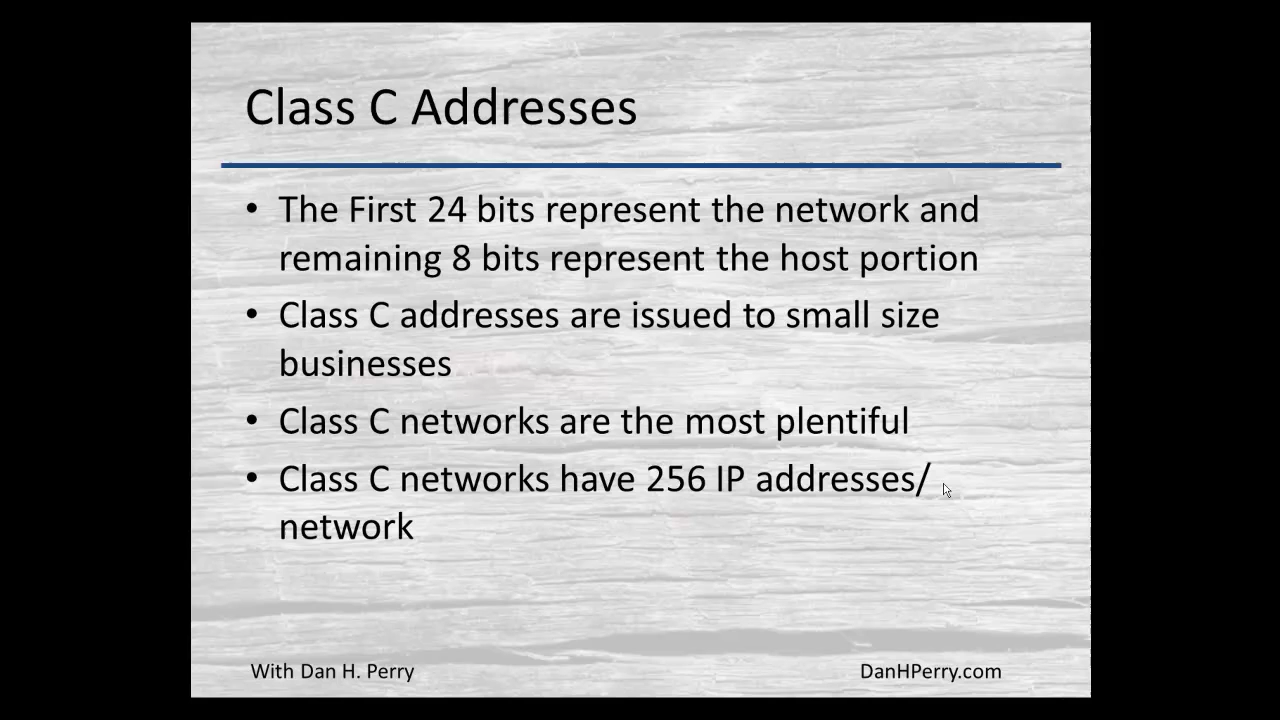 Class C Addresses
• The First 24 bits represent the network and
remaining 8 bits represent the host portion
• Class C addresses are issued to small size
businesses
• Class C networks are the most plentiful
• Class C networks have 256 IP addresses/
network
With Dan H. Perry
DanHPerry.com